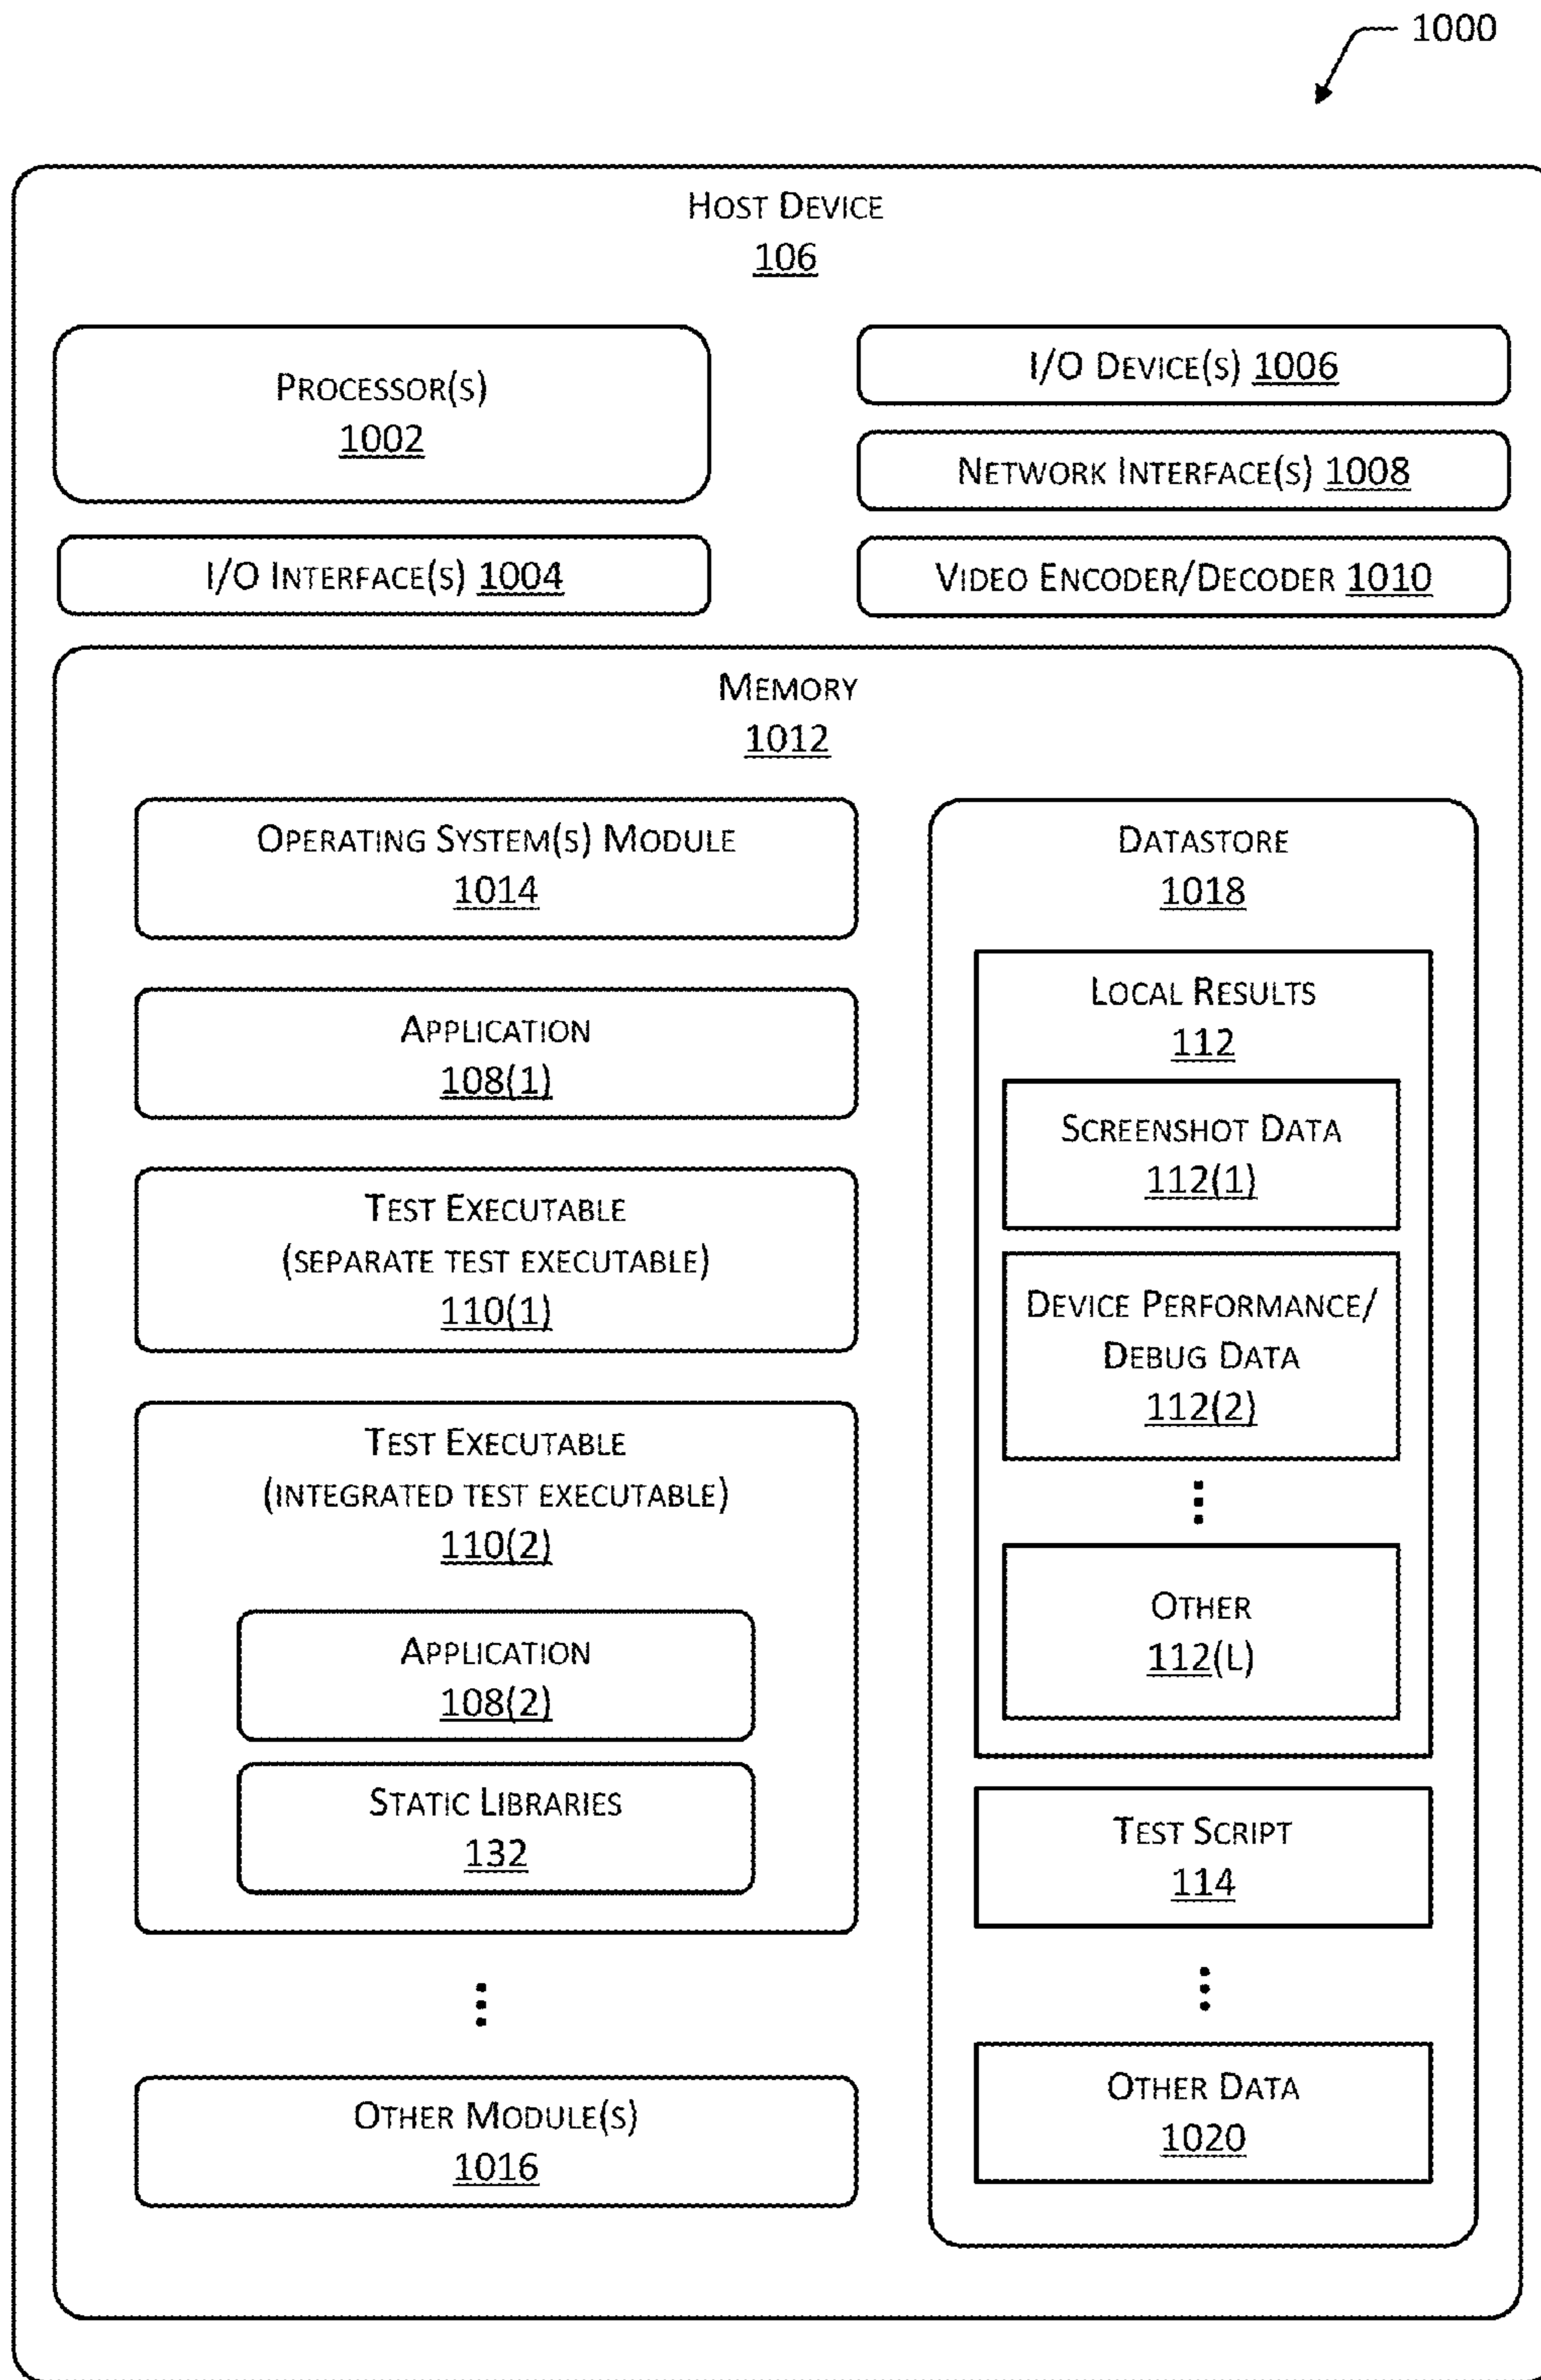 1000
HOST DEVICE
106
PROCESSOR(S)
1002
I/O INTERFACE(S) 1004
I/O DEVICE(S) 1006
NETWORK INTERFACE(S) 1008
VIDEO ENCODER/DECODER 1010
MEMORY
1012
OPERATING SYSTEM(S) MODULE
1014
APPLICATION
108(1)
TEST EXECUTABLE
(SEPARATE TEST EXECUTABLE)
110(1)
TEST EXECUTABLE
(INTEGRATED TEST EXECUTABLE)
110(2)
APPLICATION
108(2)
STATIC LIBRARIES
132
OTHER MODULE(S)
1016
DATASTORE
1018
LOCAL RESULTS
112
SCREENSHOT DATA
112(1)
DEVICE PERFORMANCE/
DEBUG DATA
112(2)
OTHER
112(L)
TEST SCRIPT
114
OTHER DATA
1020